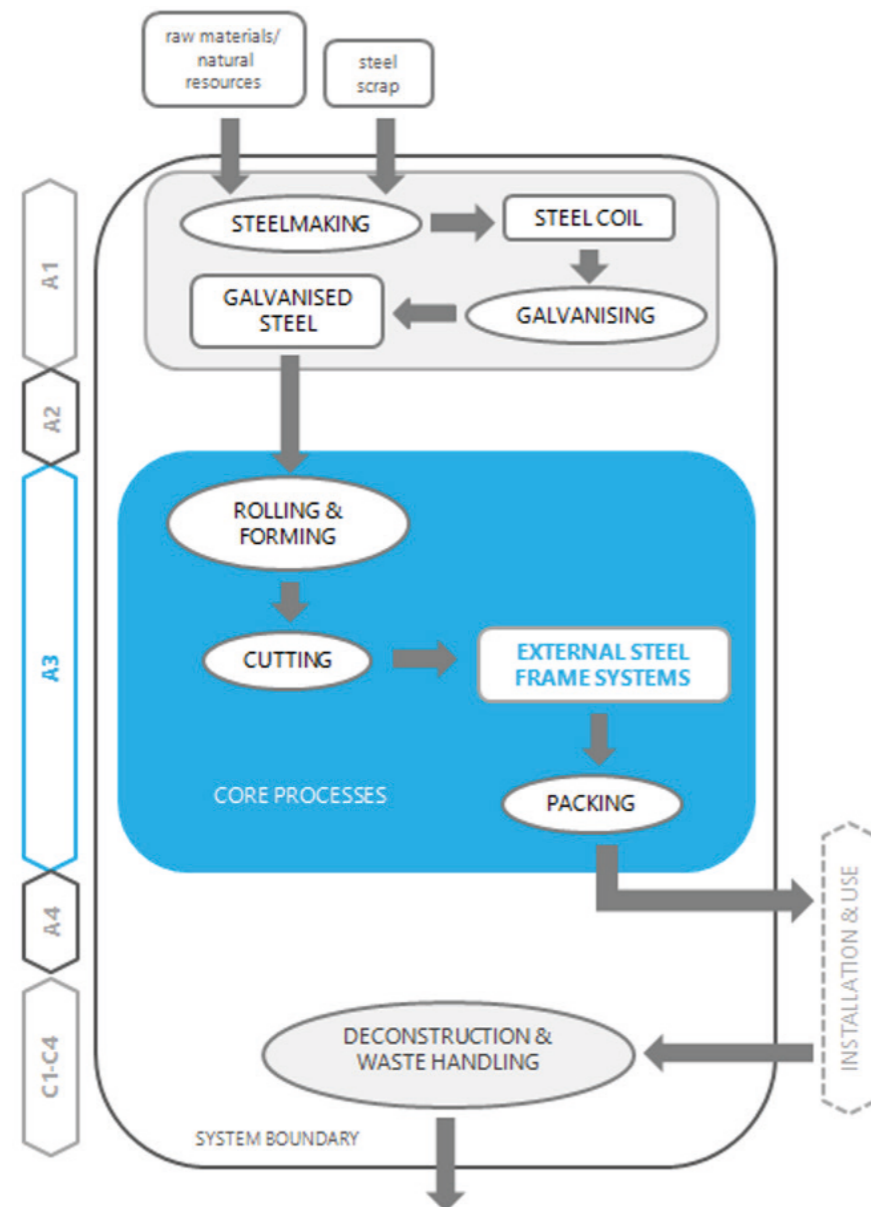 raw materials/
natural
resources
steel
scrap
A1
STEELMAKING
STEEL COIL
GALVANISED
STEEL
GALVANISING
A2
A3
ROLLING &
FORMING
CUTTING
EXTERNAL STEEL
FRAME SYSTEMS
CORE PROCESSES
PACKING
A4
INSTALLATION & USE
C1-C4
DECONSTRUCTION &
WASTE HANDLING
SYSTEM BOUNDARY